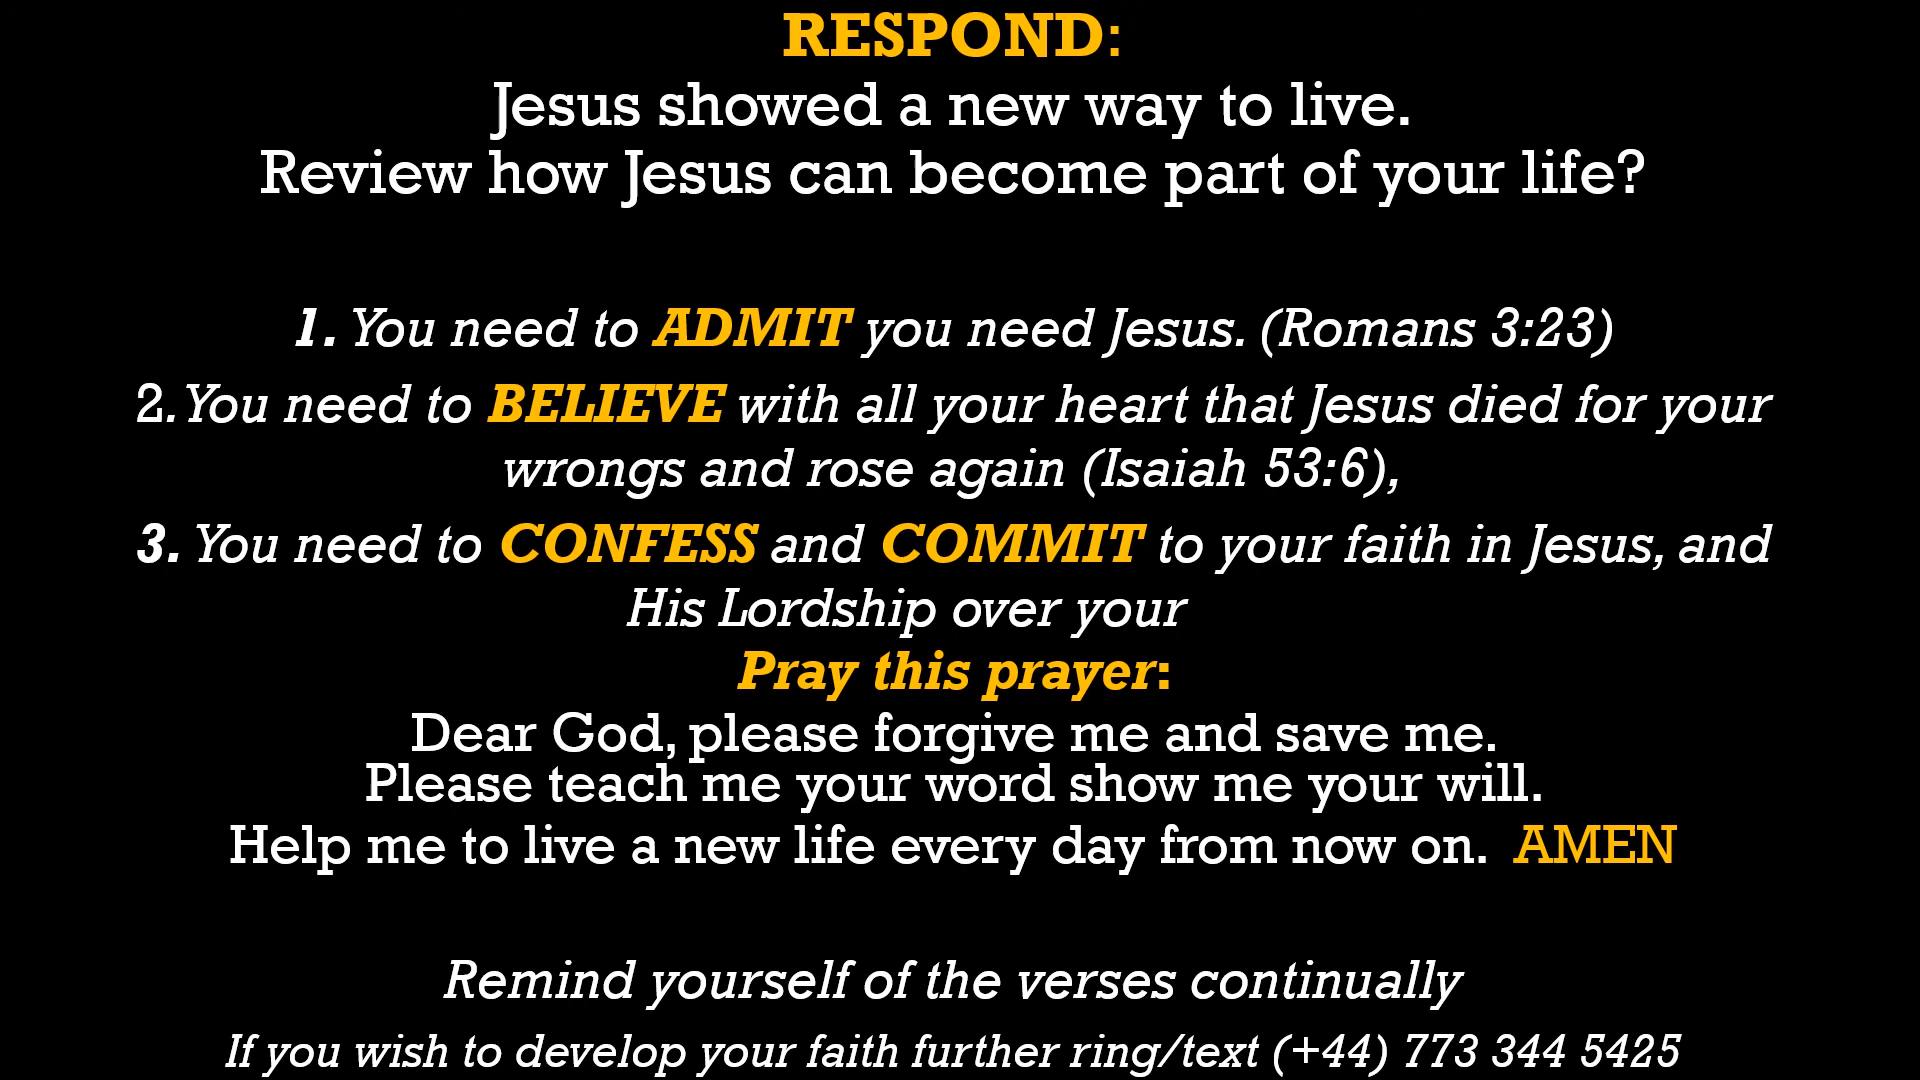 RESPOND:
Jesus showed a new way to live.
Review how Jesus can become part of your life?
1. You need to ADMIT you need Jesus. (Romans 3:23)
2. You need to BELIEVE with all your heart that Jesus died for your
wrongs and rose again (Isaiah 53:6),
3. You need to CONFESS and COMMIT to your faith in Jesus, and
His Lordship over your
Pray this prayer:
Dear God, please forgive me and save me.
Please teach me your word show me your will.
Help me to live a new life every day from now on. AMEN
Remind yourself of the verses continually
If you wish to develop your faith further ring/text (+44) 773 344 5425